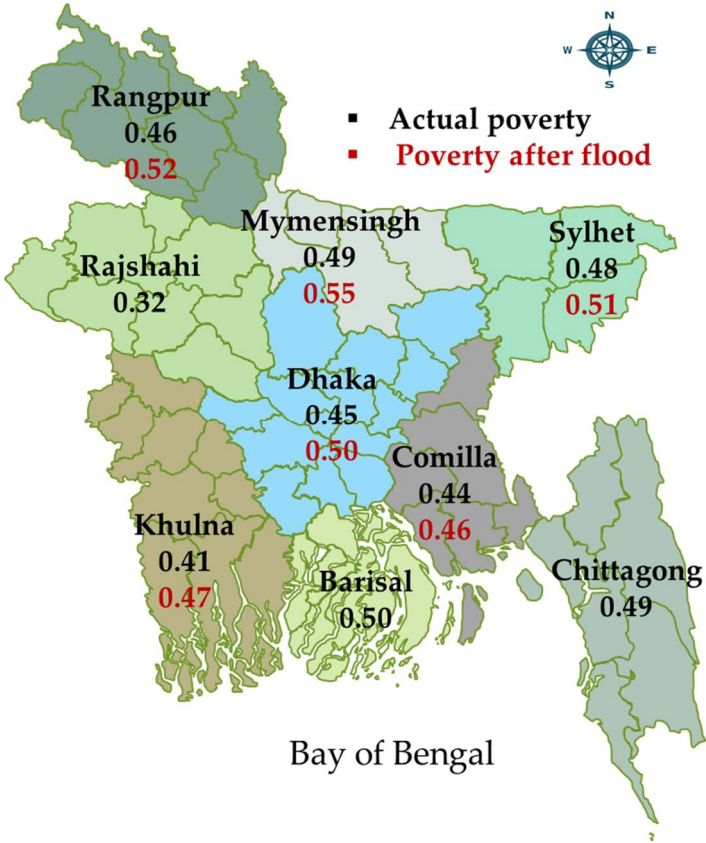 N
W E
S
Rangpur
0.46
0.52
▪ Actual poverty
▪ Poverty after flood
Mymensingh
0.49
0.55
Sylhet
0.48
0.51
Rajshahi
0.32
Dhaka
0.45
0.50
Comilla
0.44
0.46
Khulna
0.41
0.47
Barisal
0.50
Chittagong
0.49
Bay of Bengal